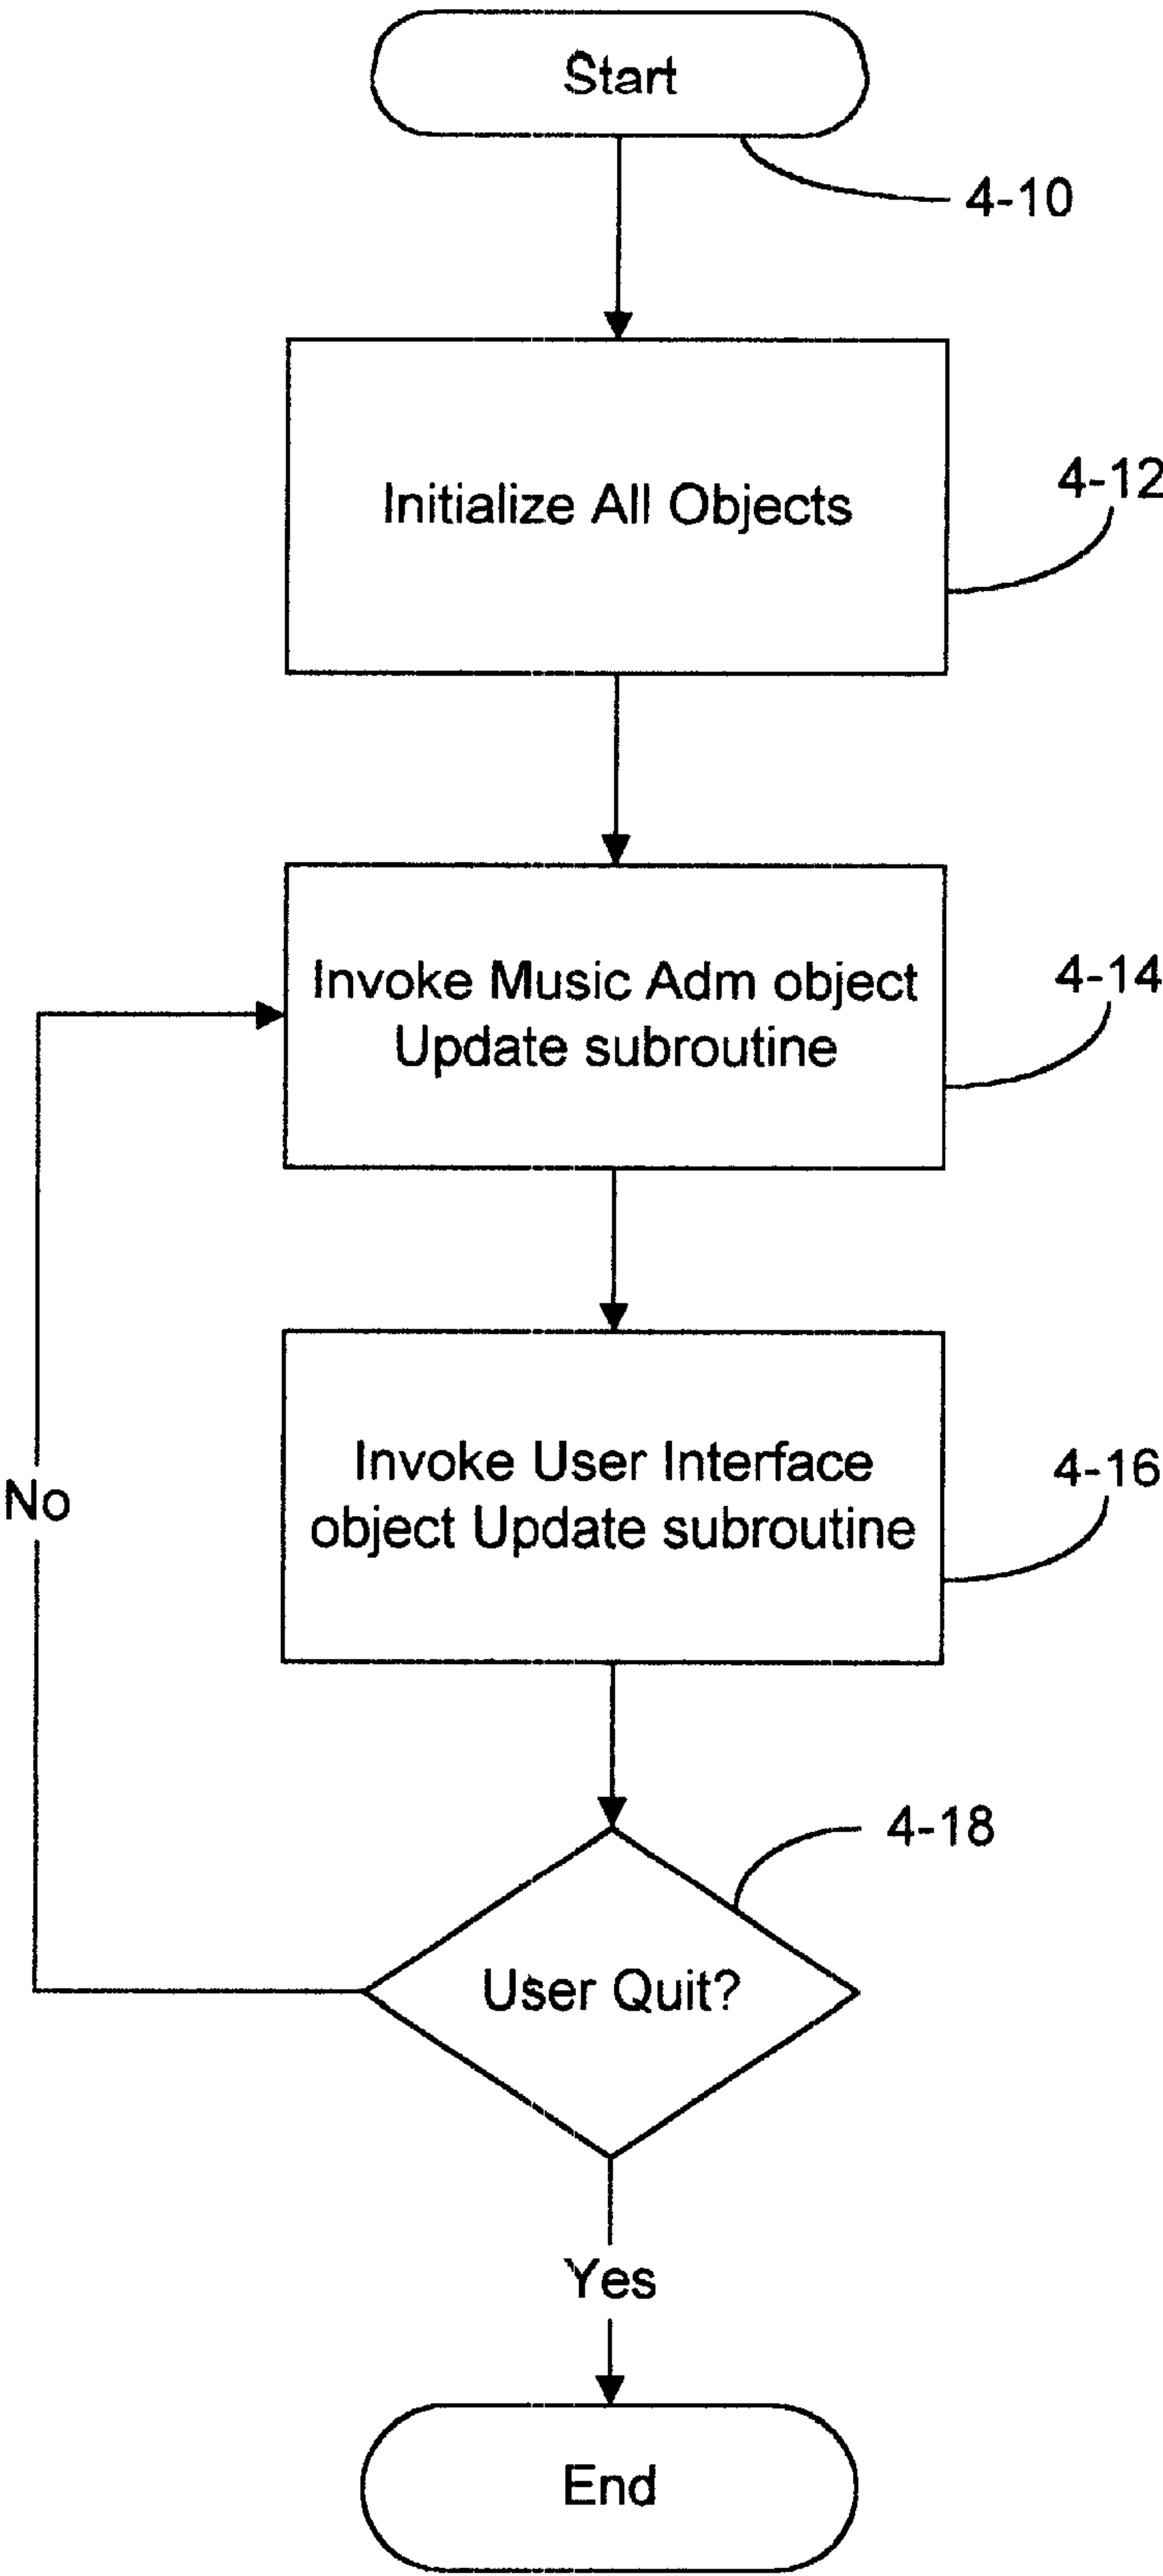 Start
4-10
Initialize All Objects
4-12
Invoke Music Adm object
Update subroutine
4-14
Invoke User Interface
object Update subroutine
4-16
No
4-18
User Quit?
Yes
End